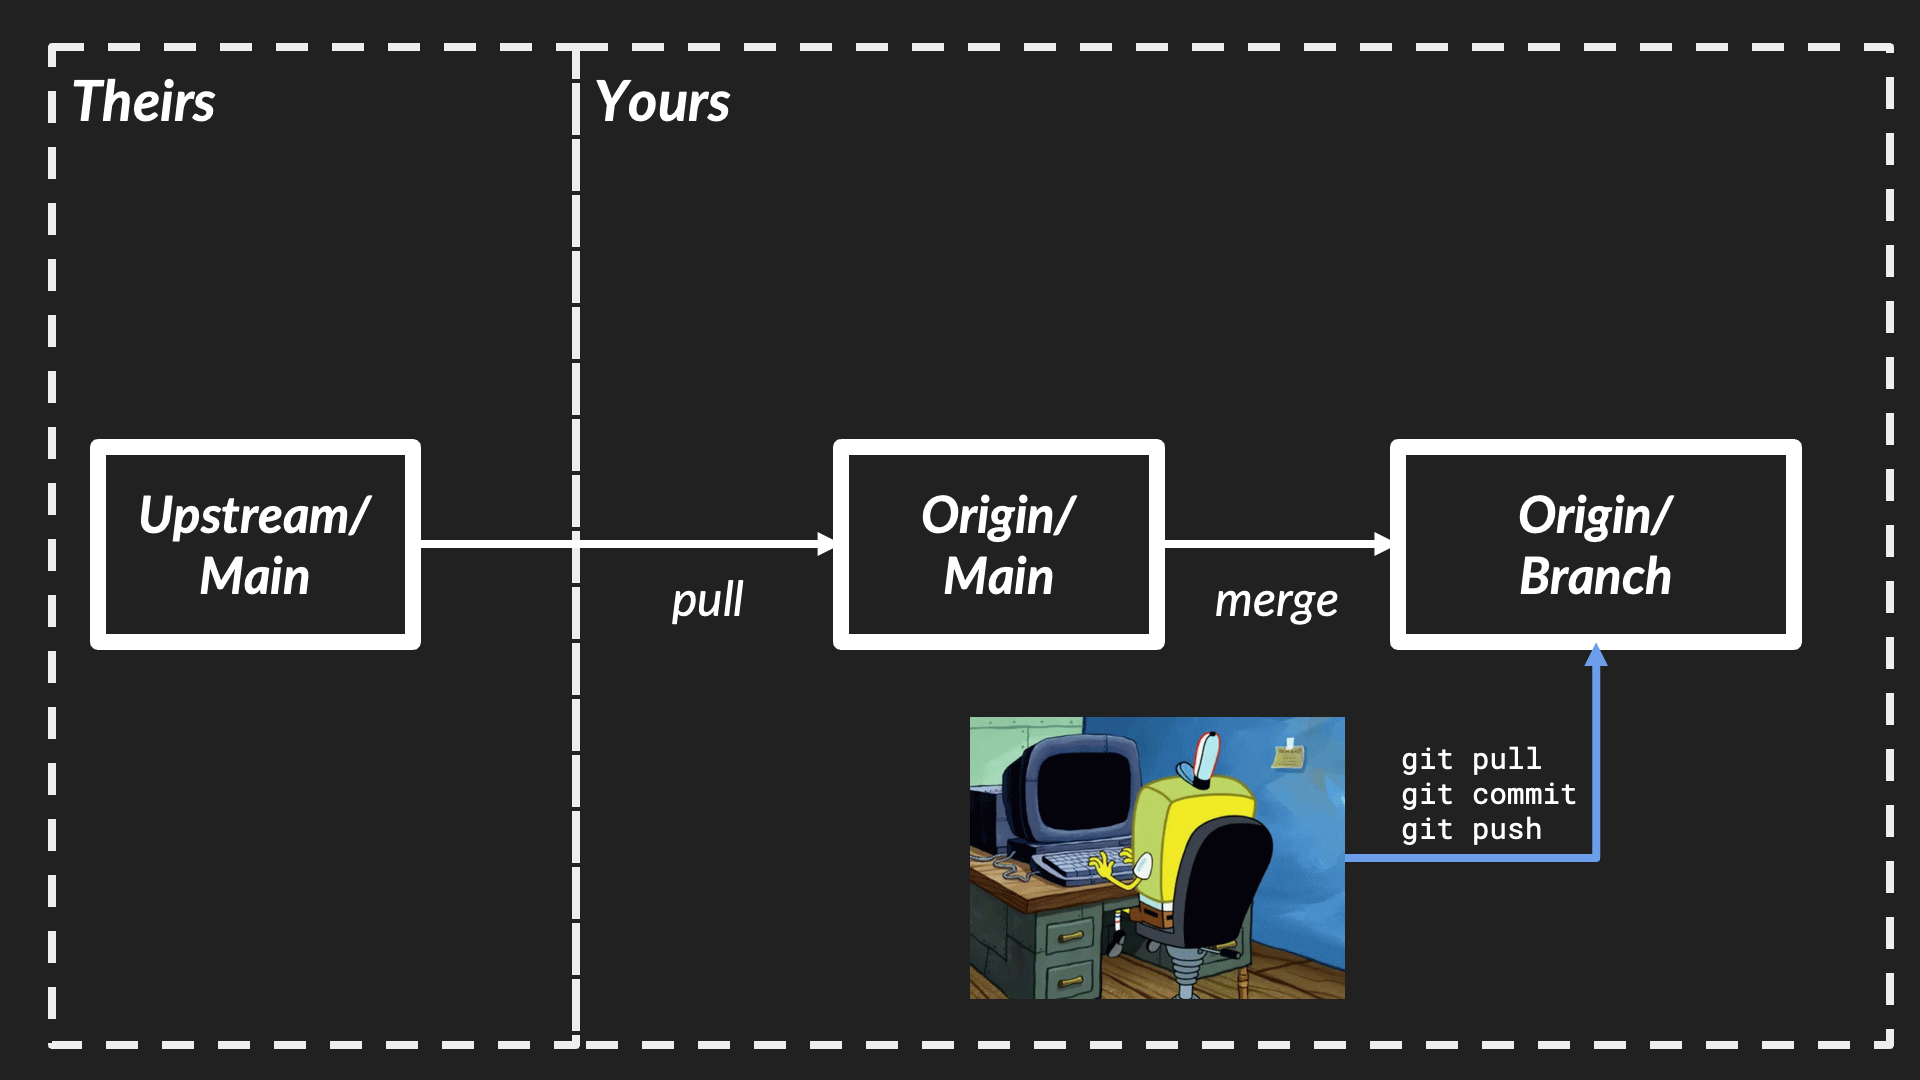 Theirs
Yours
Upstream/
Main
pull
Origin/
Main
merge
Origin/
Branch
git pull
git commit
git push